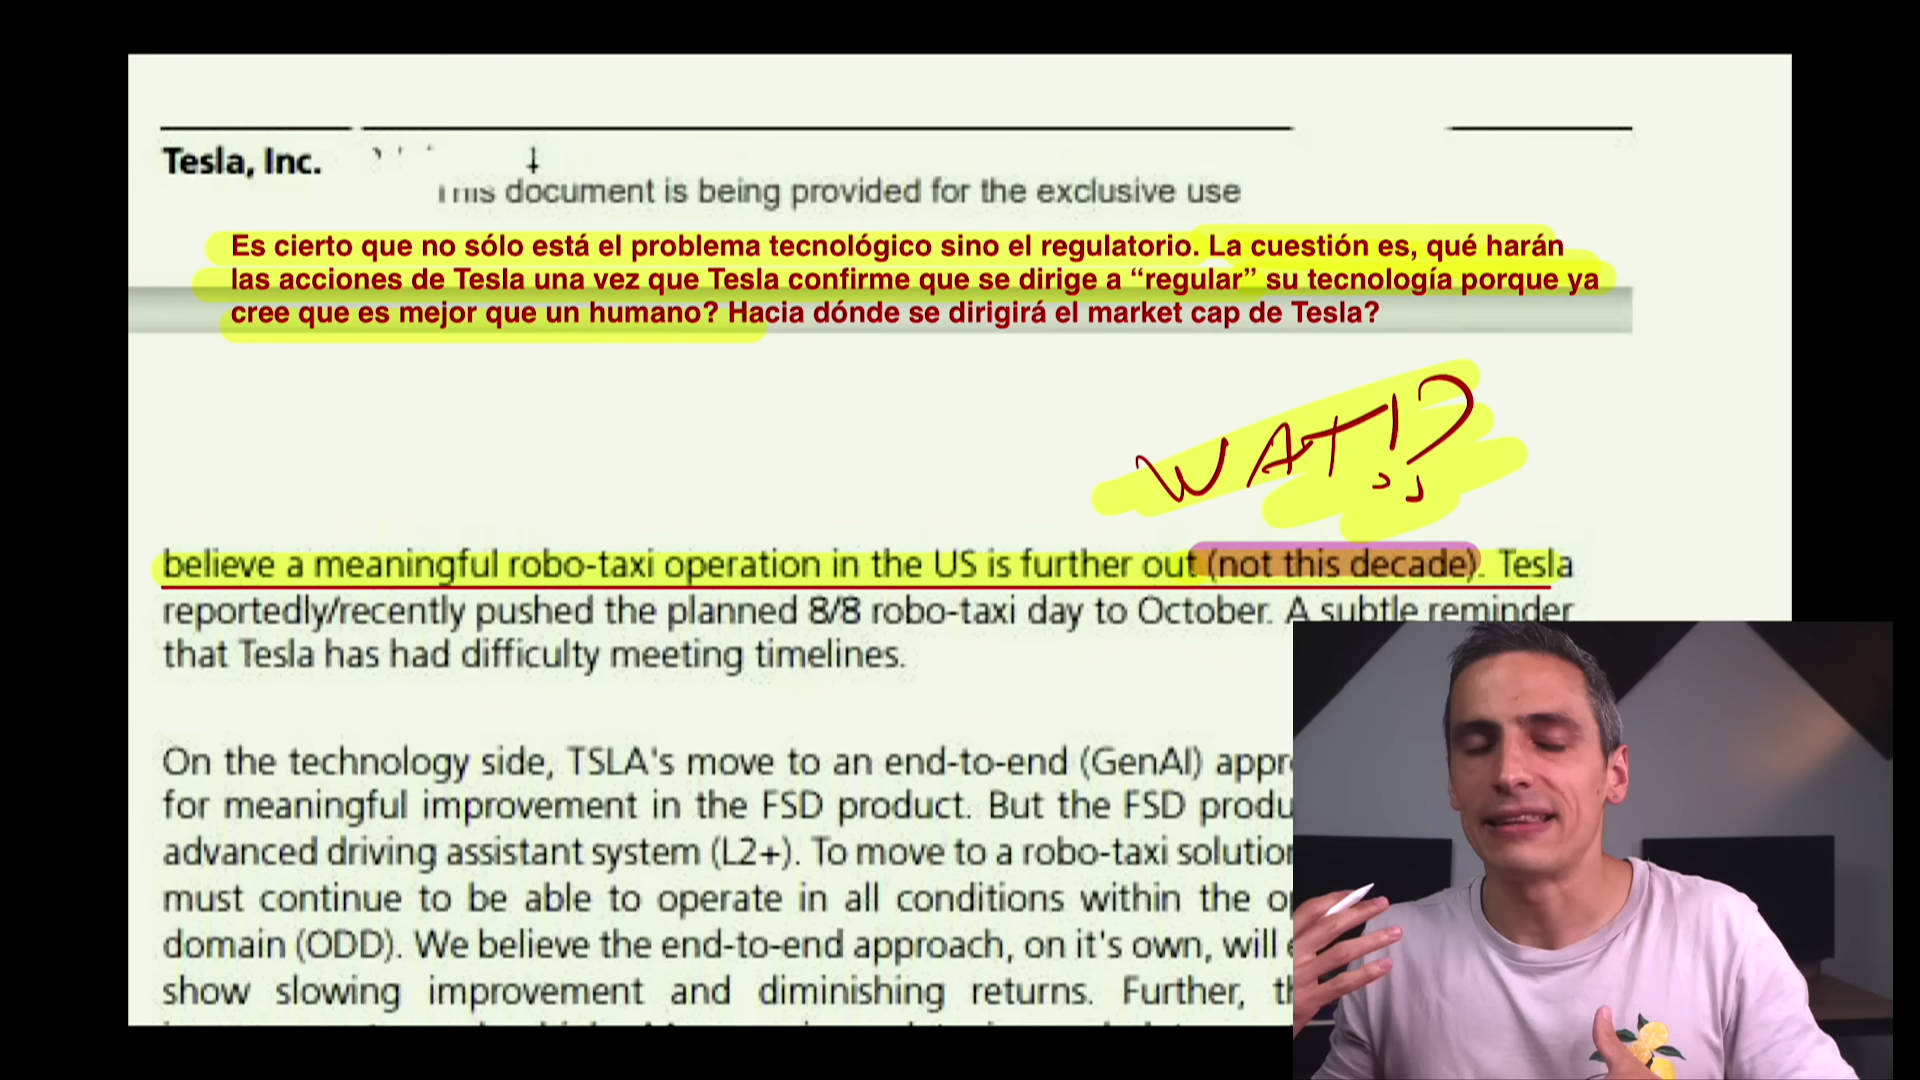 Tesla, Inc.
This document is being provided for the exclusive use
Es cierto que no sólo está el problema tecnológico sino el regulatorio. La cuestión es, qué harán
las acciones de Tesla una vez que Tesla confirme que se dirige a “regular” su tecnología porque ya
cree que es mejor que un humano? Hacia dónde se dirigirá el market cap de Tesla?
WAT!?
believe a meaningful robo-taxi operation in the US is further out (not this decade). Tesla
reportedly/recently pushed the planned 8/8 robo-taxi day to October. A subtle reminder
that Tesla has had difficulty meeting timelines.
On the technology side, TSLA's move to an end-to-end (GenAI)
for meaningful improvement in the FSD product. But the FSD
advanced driving assistant system (L2+). To move to a robo-taxi
must continue to be able to operate in all conditions within the
domain (ODD). We believe the end-to-end approach, on it's own, will
show slowing improvement and diminishing returns. Further,